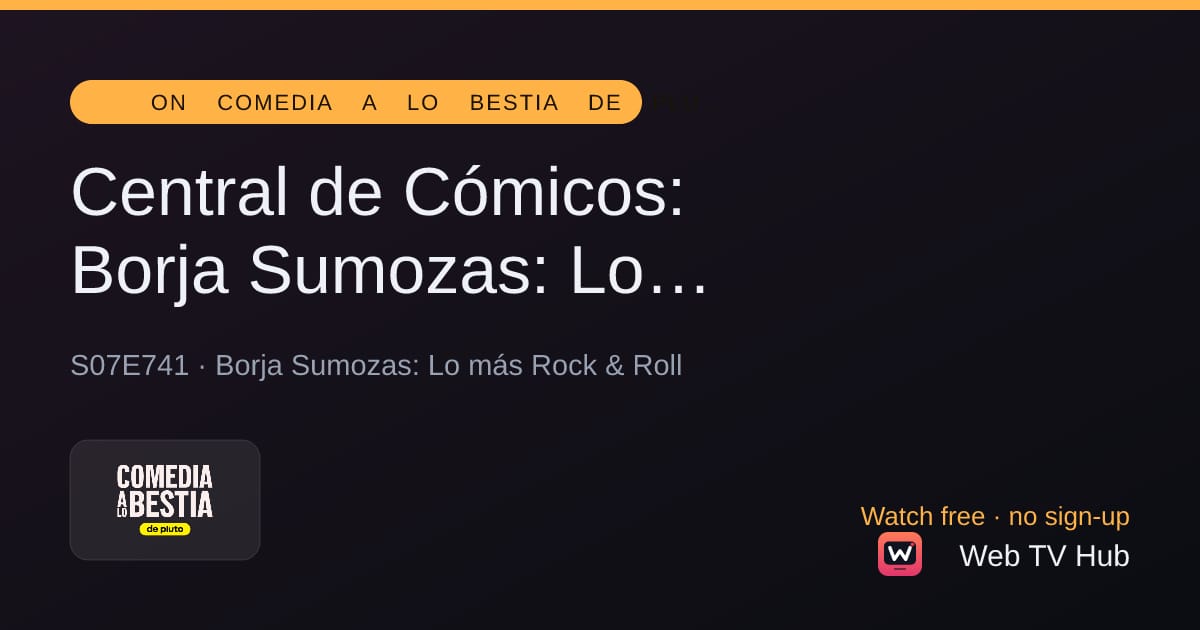 ON COMEDIA A LO BESTIA DE
Central de Cómicos:
Borja Sumozas: Lo…
S07E741 · Borja Sumozas: Lo más Rock & Roll
COMEDIA
A LO BESTIA
de pluto
Watch free · no sign-up
W
Web TV Hub